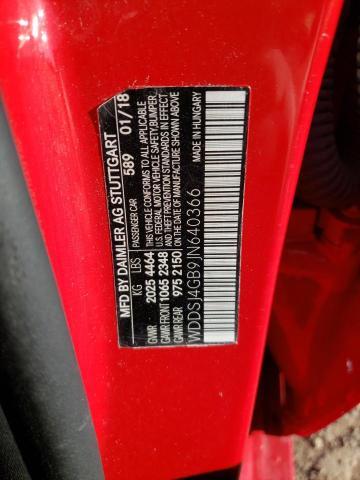 MFD BY DAIMLER AG STUTTGART
PASSENGER CAR 589 01/18
KG LBS THIS VEHICLE CONFORMS TO ALL APPLICABLE
GVWR 2025 4464 U.S. FEDERAL MOTOR VEHICLE SAFETY, BUMPER,
GAWR FRONT 1065 2348 AND THEFT PREVENTION STANDARDS IN EFFECT ON
GAWR REAR 975 2150 THE DATE OF MANUFACTURE SHOWN ABOVE
WDDSJ4GB9JN640366
MADE IN HUNGARY